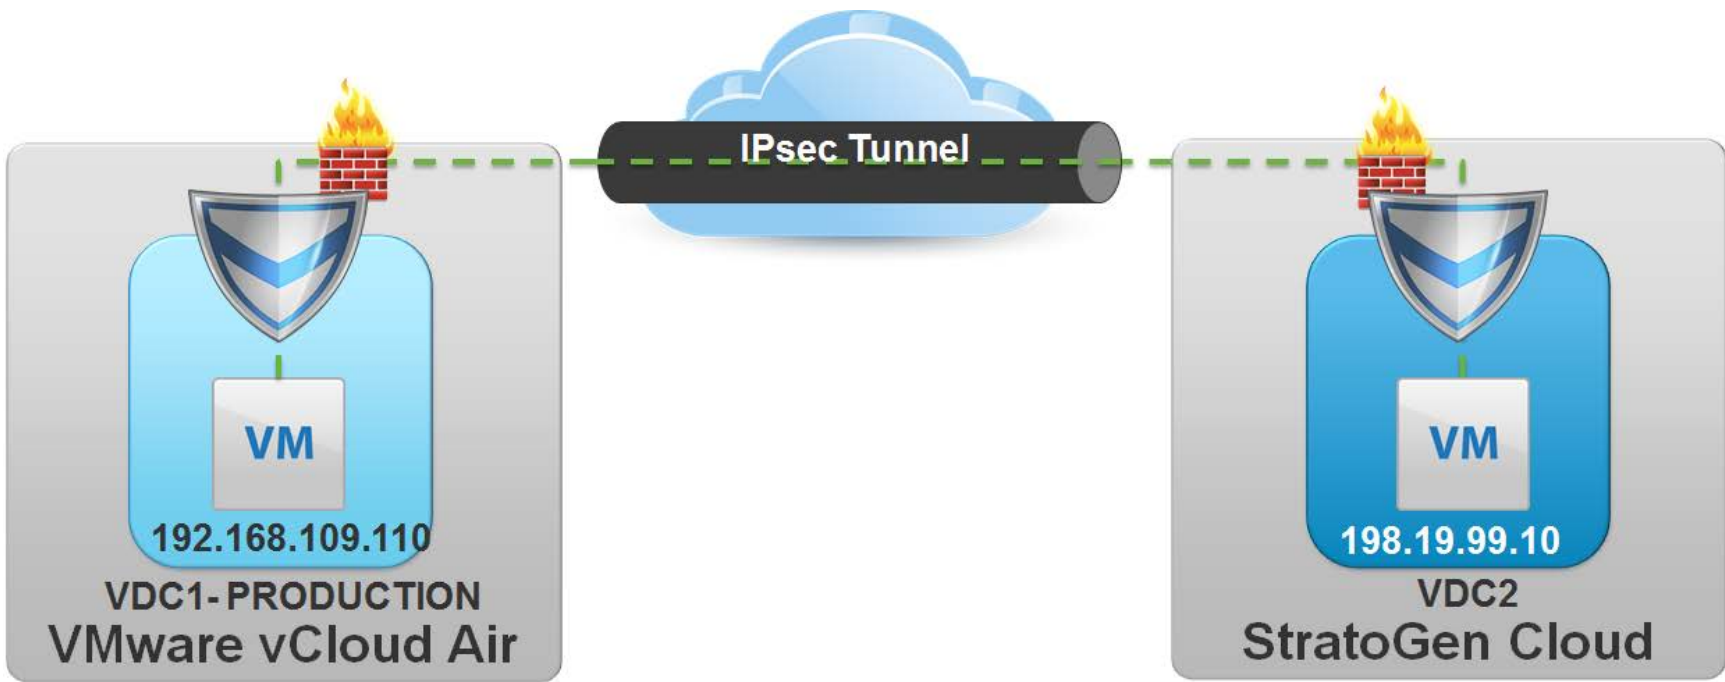 IPsec Tunnel
VM
192.168.109.110
VDC1- PRODUCTION
VMware vCloud Air
VM
198.19.99.10
VDC2
StratoGen Cloud